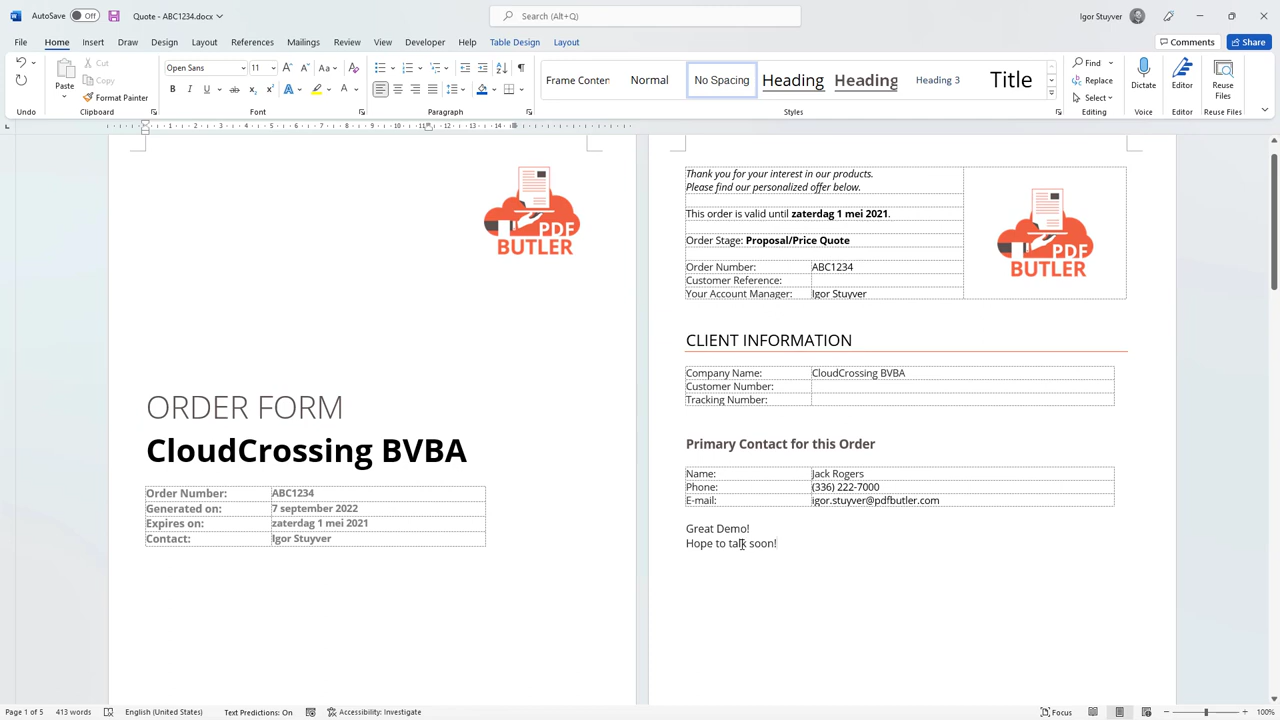 AutoSave Off Quote - ABC1234.docx Search (Alt+Q) Igor Stuyver
File Home Insert Draw Design Layout References Mailings Review View Developer Help Table Design Layout Comments Share
Undo
Paste
Cut
Copy
Format Painter
Clipboard
Open Sans 11
Font
Paragraph
Frame Conten Normal No Spacing Heading Heading Heading 3 Title
Styles
Find
Replace
Select
Editing
Dictate
Voice
Editor
Editor
Reuse
Files
Reuse Files
PDF
BUTLER
ORDER FORM
CloudCrossing BVBA
Order Number: ABC1234
Generated on: 7 september 2022
Expires on: zaterdag 1 mei 2021
Contact: Igor Stuyver
Thank you for your interest in our products.
Please find our personalized offer below.
This order is valid until zaterdag 1 mei 2021.
Order Stage: Proposal/Price Quote
Order Number: ABC1234
Customer Reference:
Your Account Manager: Igor Stuyver
PDF
BUTLER
CLIENT INFORMATION
Company Name: CloudCrossing BVBA
Customer Number:
Tracking Number:
Primary Contact for this Order
Name: Jack Rogers
Phone: (336) 222-7000
E-mail: igor.stuyver@pdfbutler.com
Great Demo!
Hope to talk soon!
Page 1 of 5 413 words English (United States) Text Predictions: On Accessibility: Investigate Focus 100%